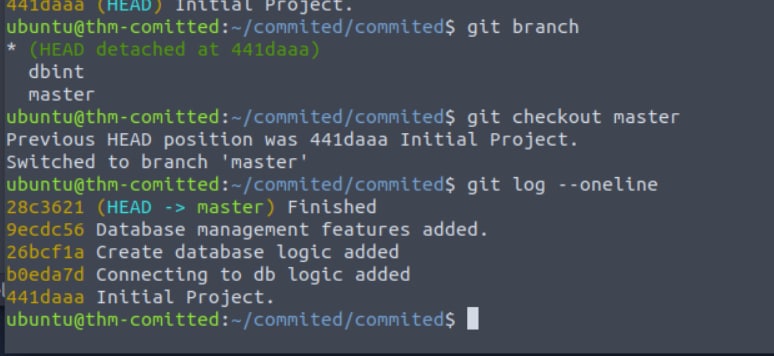 441daaa (HEAD) Initial Project.
ubuntu@thm-comitted:~/commited/commited$ git branch
* (HEAD detached at 441daaa)
  dbint
  master
ubuntu@thm-comitted:~/commited/commited$ git checkout master
Previous HEAD position was 441daaa Initial Project.
Switched to branch 'master'
ubuntu@thm-comitted:~/commited/commited$ git log --oneline
28c3621 (HEAD -> master) Finished
9ecdc56 Database management features added.
26bcf1a Create database logic added
b0eda7d Connecting to db logic added
441daaa Initial Project.
ubuntu@thm-comitted:~/commited/commited$